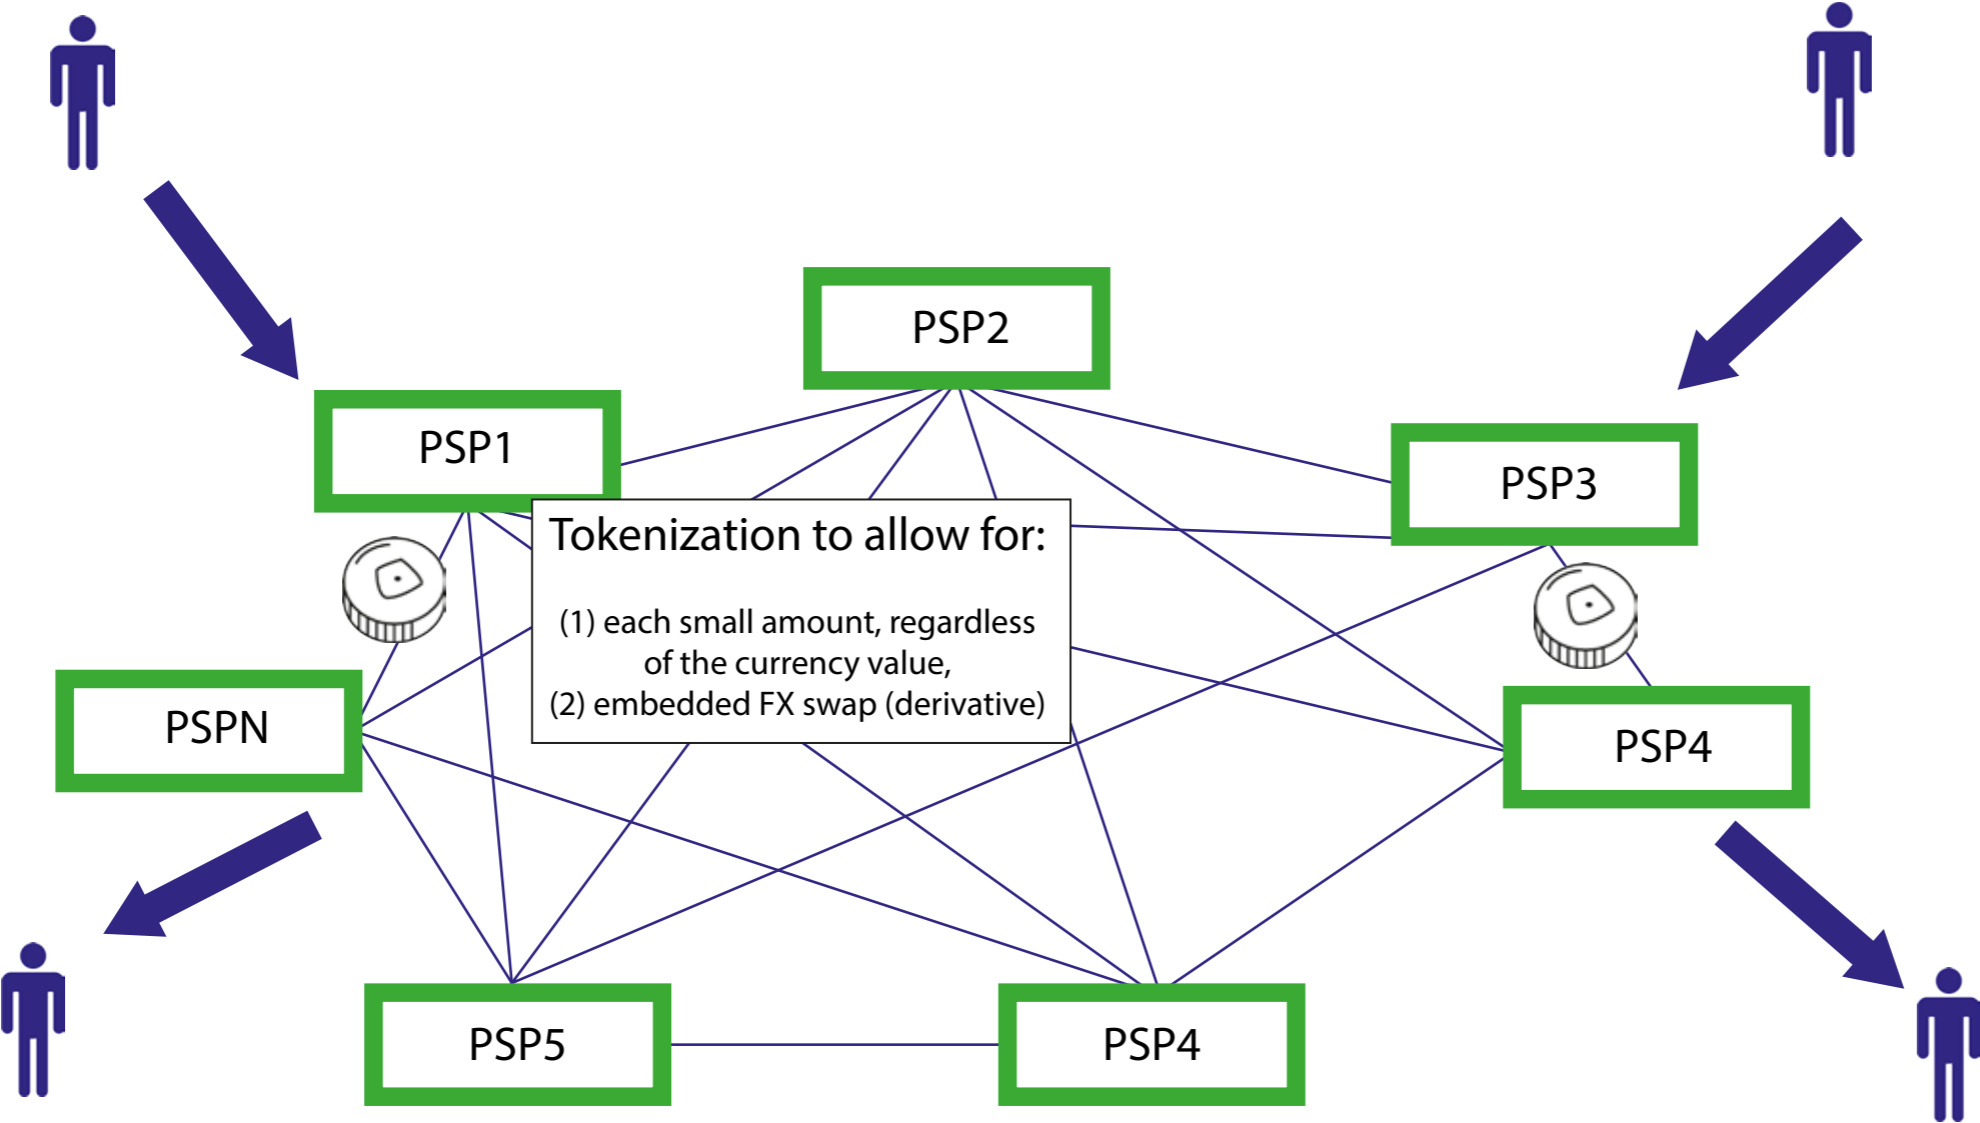 PSP2
PSP1
PSP3
Tokenization to allow for:
(1) each small amount, regardless
of the currency value,
(2) embedded FX swap (derivative)
PSPN
PSP4
PSP5
PSP4